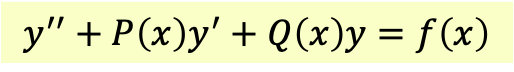 y'' + P(x)y' + Q(x)y = f(x)